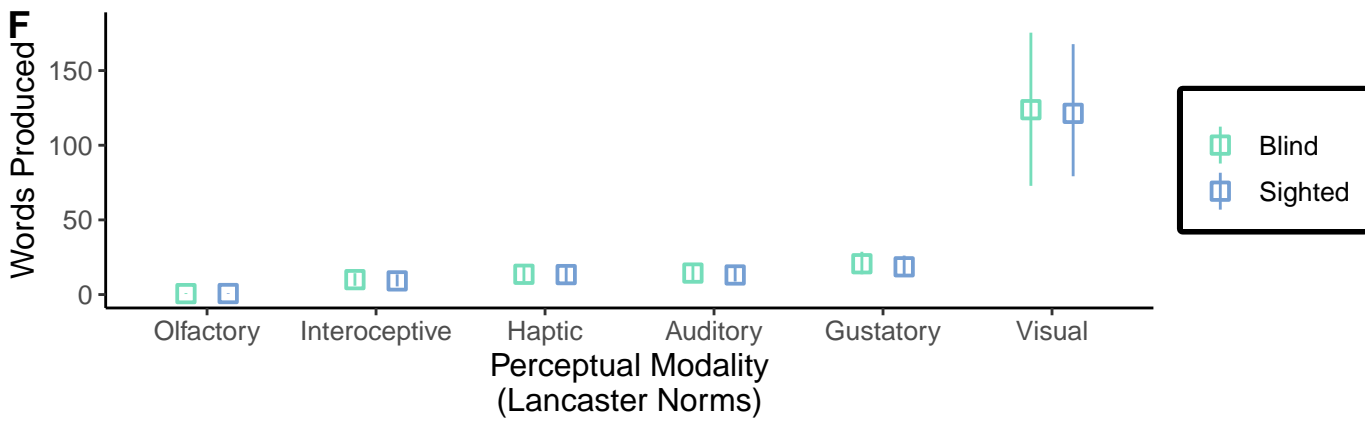 F
Words Produced
150
100
50
0
Olfactory Interoceptive Haptic Auditory Gustatory Visual
Perceptual Modality
(Lancaster Norms)
Blind
Sighted